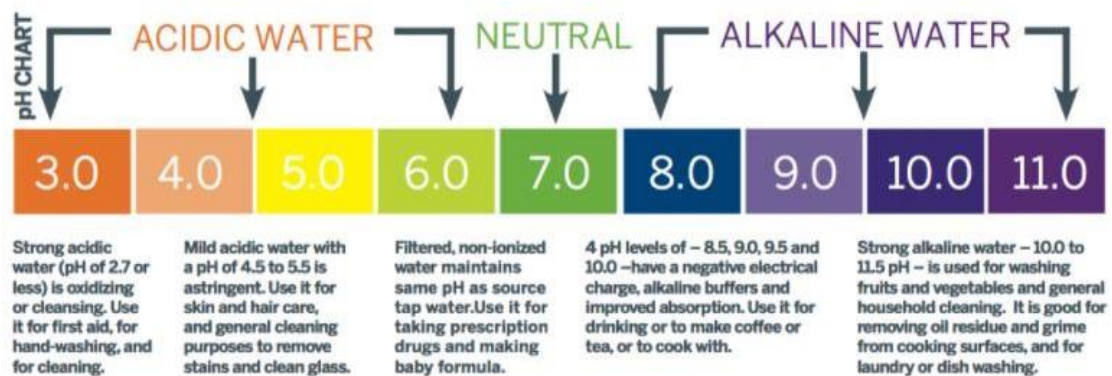 pH CHART
ACIDIC WATER
NEUTRAL
ALKALINE WATER
3.0
4.0
5.0
6.0
7.0
8.0
9.0
10.0
11.0
Strong acidic
water (pH of 2.7 or
less) is oxidizing
or cleansing. Use
it for first aid, for
hand-washing, and
for cleaning.
Mild acidic water with
a pH of 4.5 to 5.5 is
astringent. Use it for
skin and hair care,
and general cleaning
purposes to remove
stains and clean glass.
Filtered, non-ionized
water maintains
same pH as source
tap water.Use it for
taking prescription
drugs and making
baby formula.
4 pH levels of – 8.5, 9.0, 9.5 and
10.0 –have a negative electrical
charge, alkaline buffers and
improved absorption. Use it for
drinking or to make coffee or
tea, or to cook with.
Strong alkaline water – 10.0 to
11.5 pH – is used for washing
fruits and vegetables and general
household cleaning. It is good for
removing oil residue and grime
from cooking surfaces, and for
laundry or dish washing.